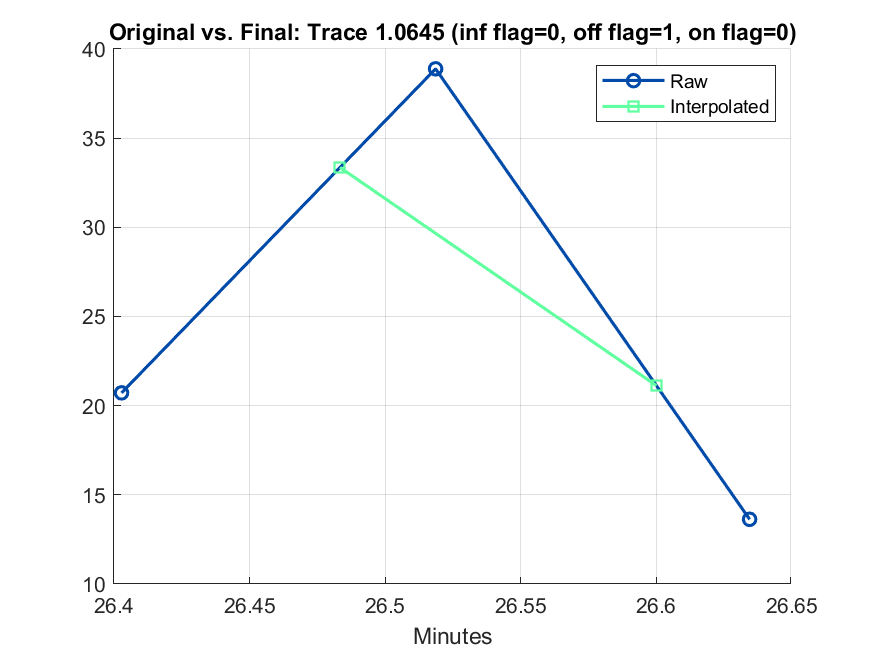 Original vs. Final: Trace 1.0645 (inf flag=0, off flag=1, on flag=0)
40
35
30
25
20
15
10
26.4 26.45 26.5 26.55 26.6 26.65
Minutes
Raw
Interpolated